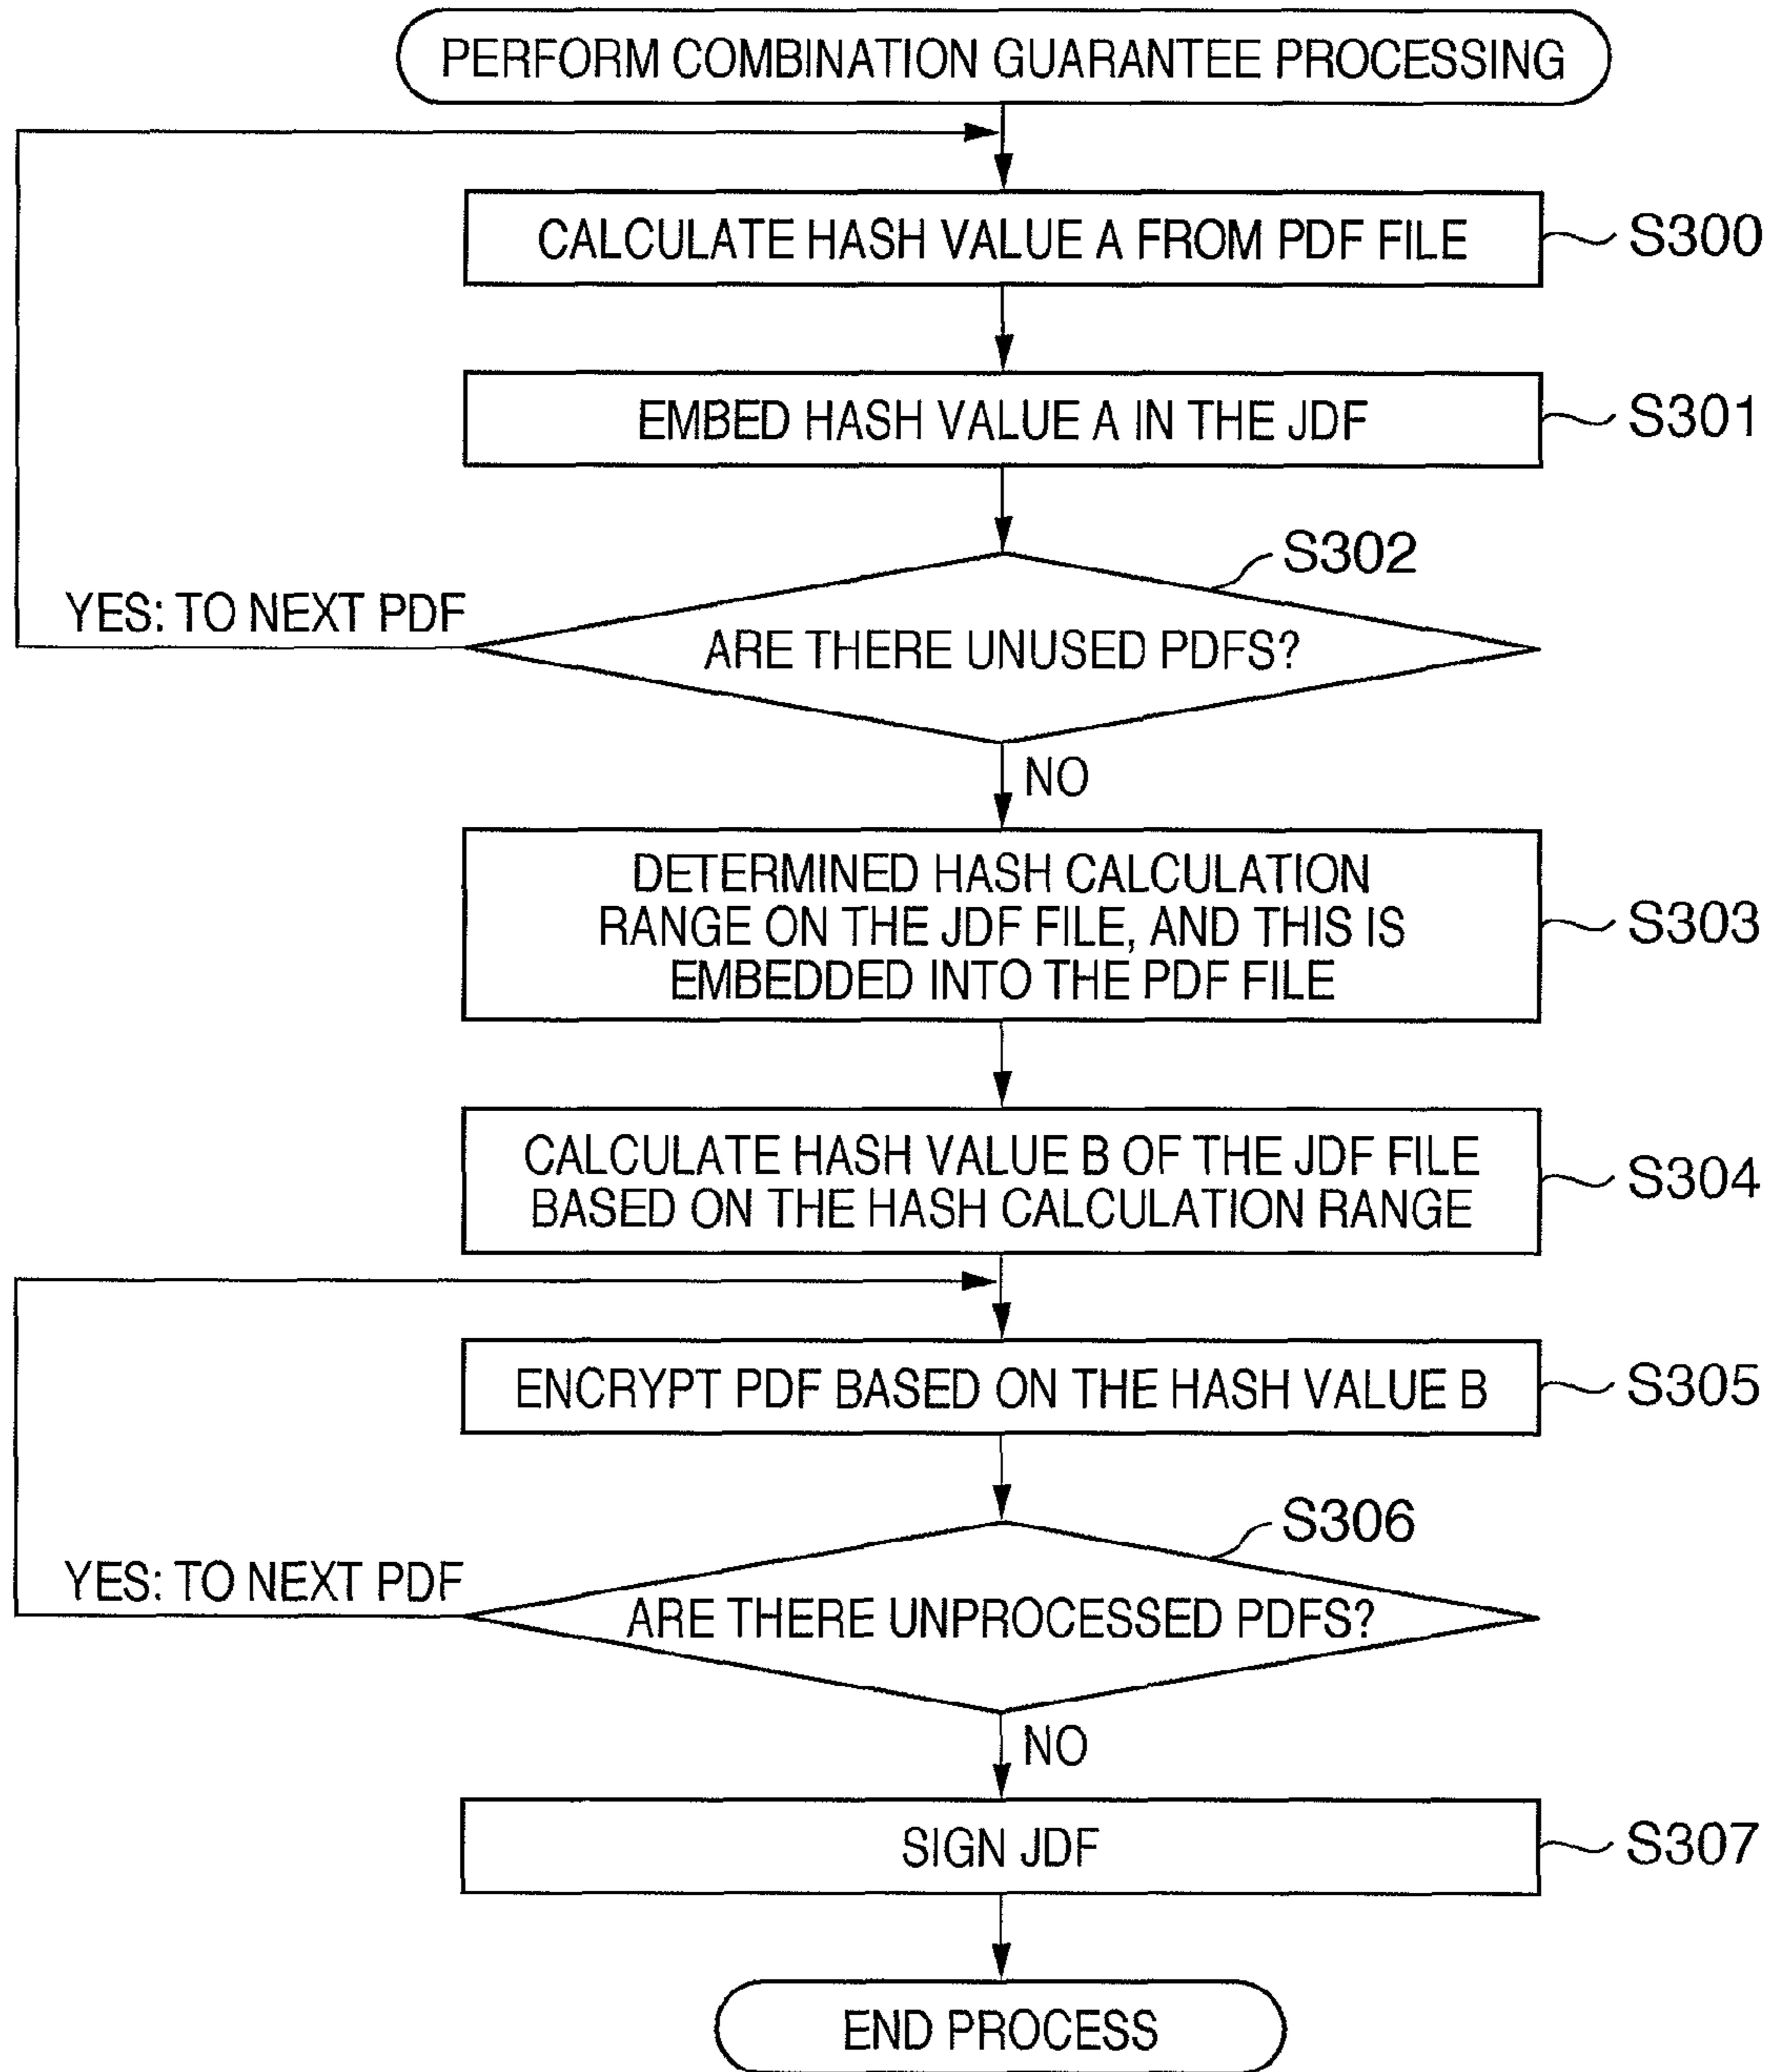 PERFORM COMBINATION GUARANTEE PROCESSING
CALCULATE HASH VALUE A FROM PDF FILE
S300
EMBED HASH VALUE A IN THE JDF
S301
S302
YES: TO NEXT PDF
ARE THERE UNUSED PDFS?
NO
DETERMINED HASH CALCULATION
RANGE ON THE JDF FILE, AND THIS IS
EMBEDDED INTO THE PDF FILE
S303
CALCULATE HASH VALUE B OF THE JDF FILE
BASED ON THE HASH CALCULATION RANGE
S304
ENCRYPT PDF BASED ON THE HASH VALUE B
S305
S306
YES: TO NEXT PDF
ARE THERE UNPROCESSED PDFS?
NO
SIGN JDF
S307
END PROCESS